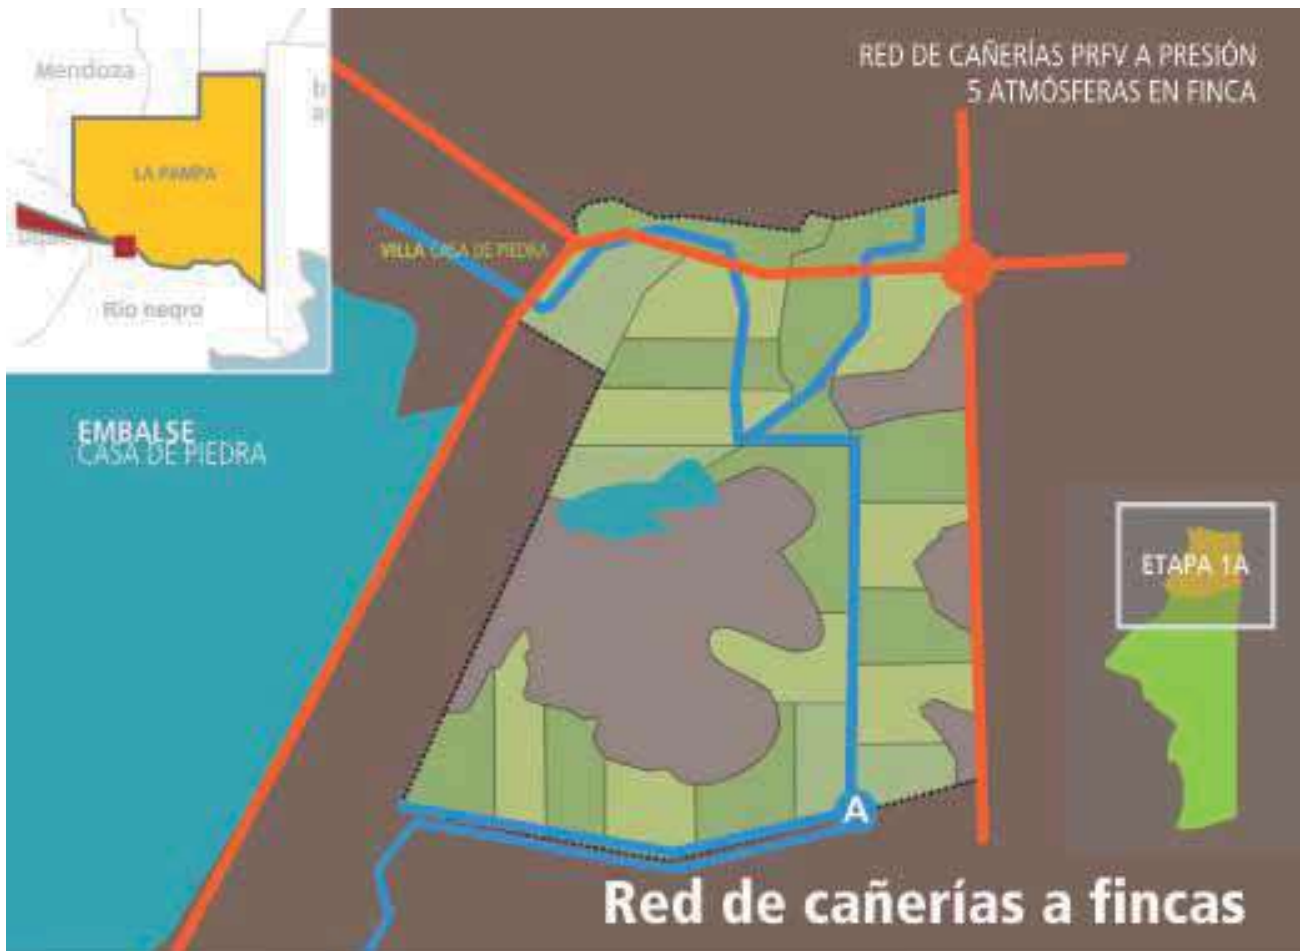 Mendoza
LA PAMPA
Río negro
RED DE CAÑERÍAS PRFV A PRESIÓN
5 ATMÓSFERAS EN FINCA
VILLA CASA DE PIEDRA
EMBALSE
CASA DE PIEDRA
ETAPA 1A
A
Red de cañerías a fincas